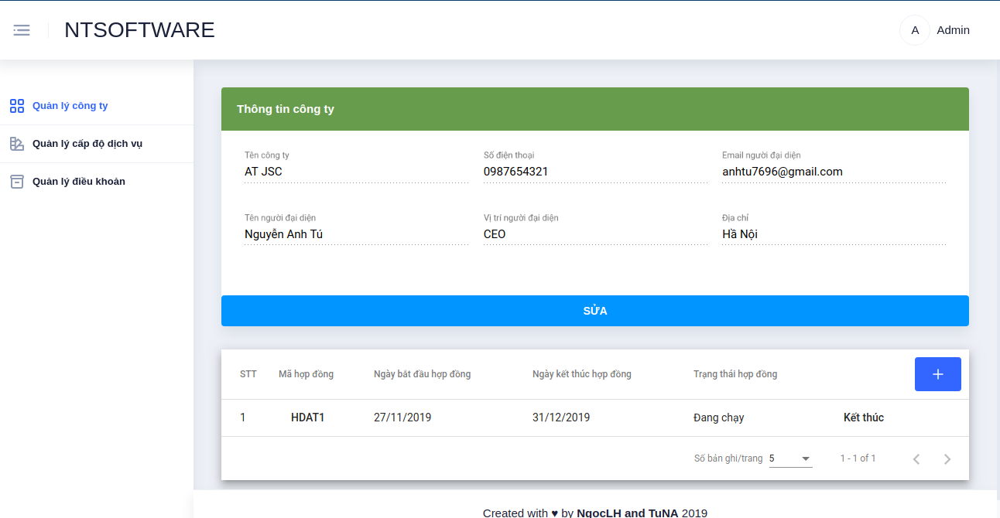 NTSOFTWARE
A Admin
Quản lý công ty
Quản lý cấp độ dịch vụ
Quản lý điều khoản
Thông tin công ty
Tên công ty Số điện thoại Email người đại diện
AT JSC 0987654321 anhtu7696@gmail.com
Tên người đại diện Vị trí người đại diện Địa chỉ
Nguyễn Anh Tú CEO Hà Nội
SỬA
STT Mã hợp đồng Ngày bắt đầu hợp đồng Ngày kết thúc hợp đồng Trạng thái hợp đồng
1 HDAT1 27/11/2019 31/12/2019 Đang chạy Kết thúc
Số bản ghi/trang 5 1 - 1 of 1
Created with ♥ by NgocLH and TuNA 2019